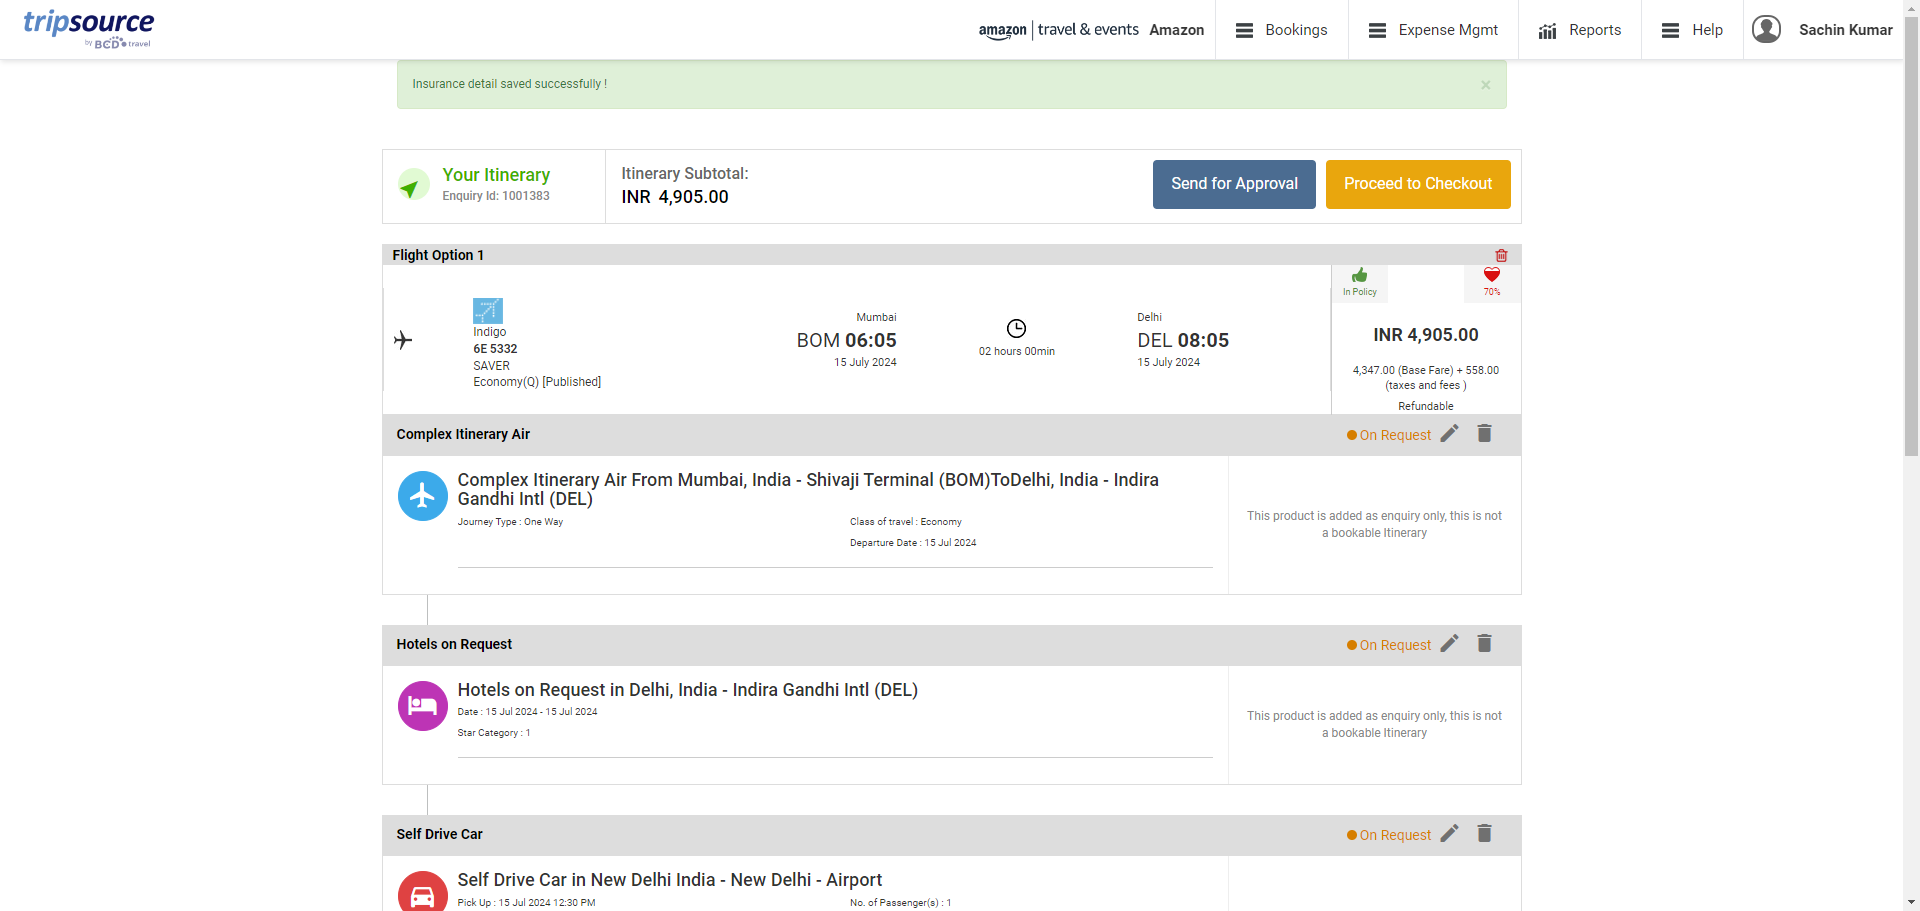 tripsource
by BCD travel
amazon | travel & events Amazon
Bookings
Expense Mgmt
Reports
Help
Sachin Kumar
Insurance detail saved successfully !
×
Your Itinerary
Enquiry Id: 1001383
Itinerary Subtotal:
INR 4,905.00
Send for Approval
Proceed to Checkout
Flight Option 1
Indigo
6E 5332
SAVER
Economy(Q) [Published]
Mumbai
BOM 06:05
15 July 2024
02 hours 00min
Delhi
DEL 08:05
15 July 2024
In Policy
70%
INR 4,905.00
4,347.00 (Base Fare) + 558.00
(taxes and fees )
Refundable
Complex Itinerary Air
On Request
Complex Itinerary Air From Mumbai, India - Shivaji Terminal (BOM)ToDelhi, India - Indira
Gandhi Intl (DEL)
Journey Type : One Way
Class of travel : Economy
Departure Date : 15 Jul 2024
This product is added as enquiry only, this is not
a bookable Itinerary
Hotels on Request
On Request
Hotels on Request in Delhi, India - Indira Gandhi Intl (DEL)
Date : 15 Jul 2024 - 15 Jul 2024
Star Category : 1
This product is added as enquiry only, this is not
a bookable Itinerary
Self Drive Car
On Request
Self Drive Car in New Delhi India - New Delhi - Airport
Pick Up : 15 Jul 2024 12:30 PM
No. of Passenger(s) : 1